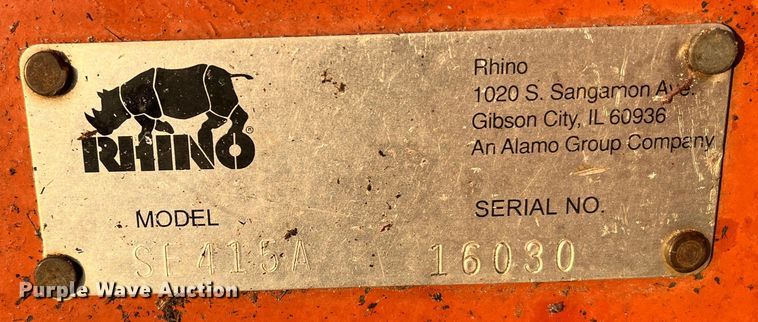 RHINO®
Rhino
1020 S. Sangamon Ave.
Gibson City, IL 60936
An Alamo Group Company
MODEL
SERIAL NO.
16030
Purple Wave Auction